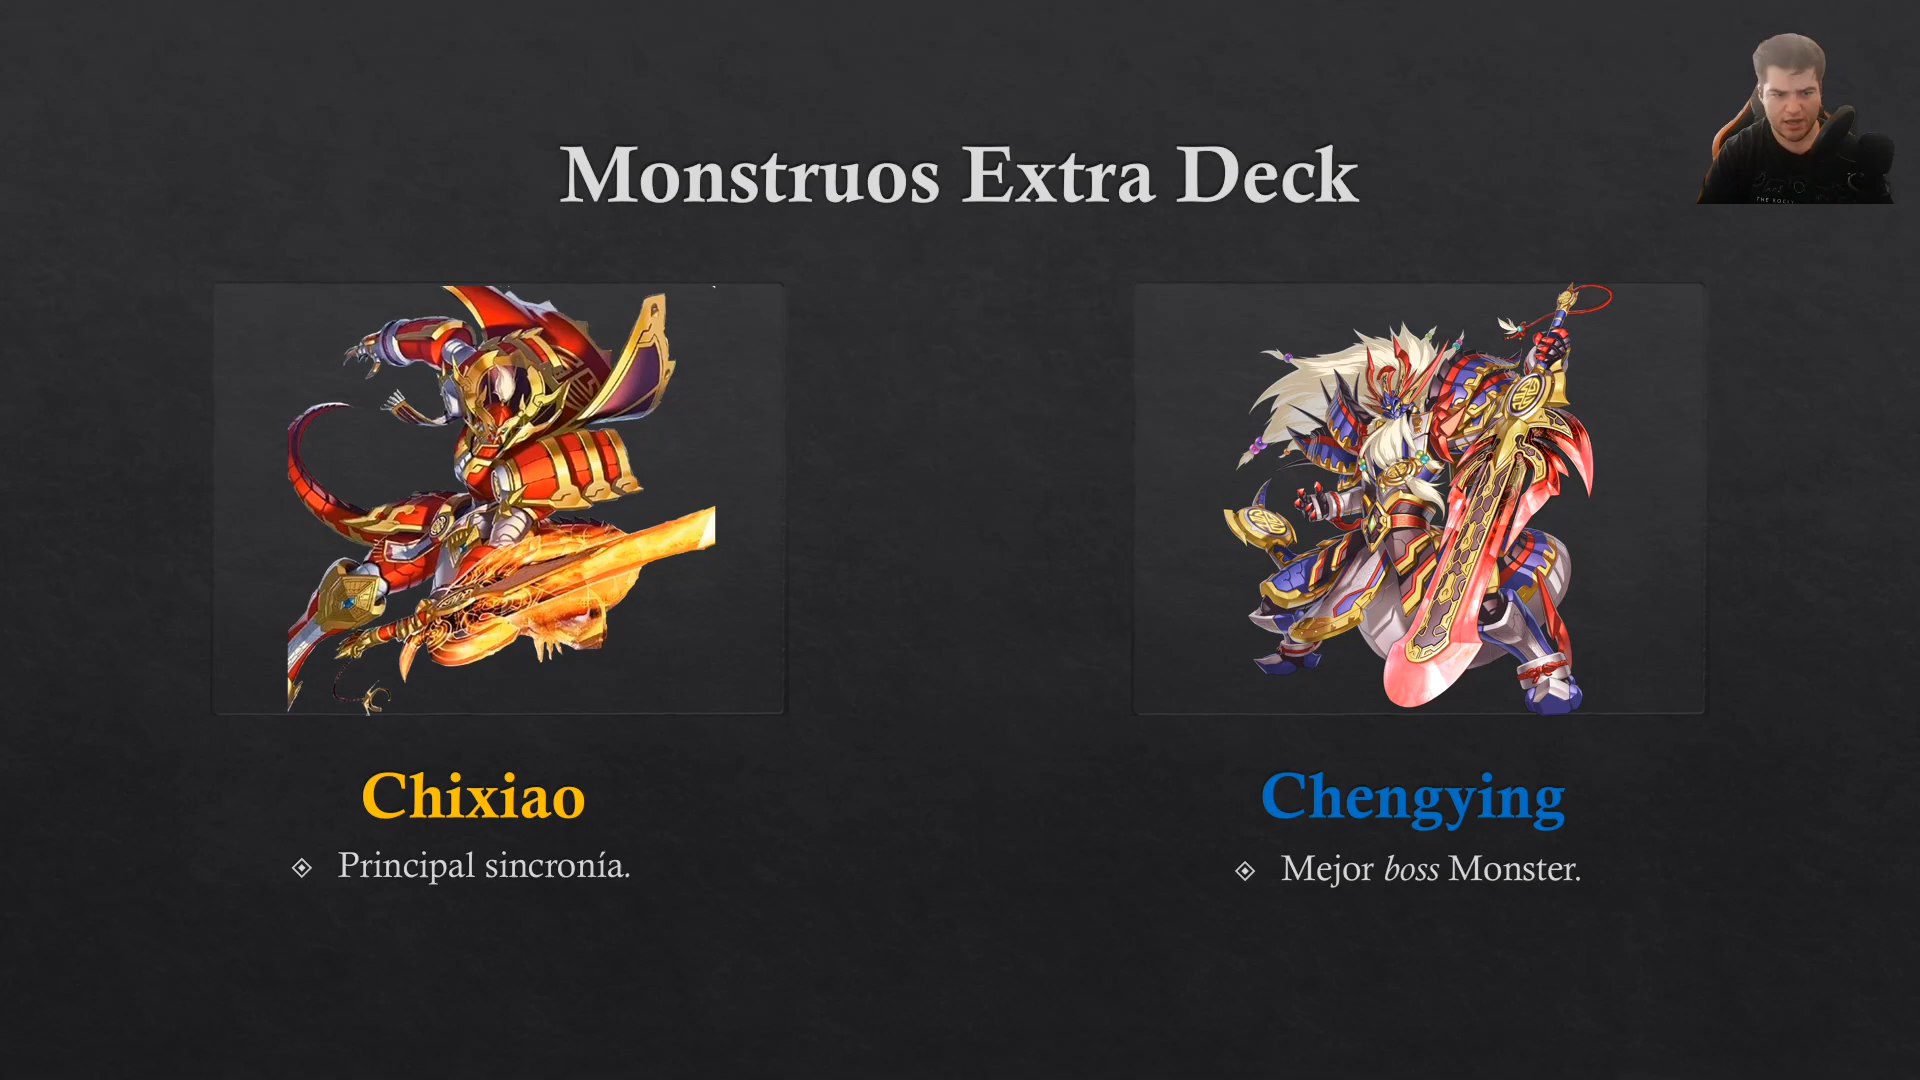 Monstruos Extra Deck
Chixiao
Principal sincronía.
Chengying
Mejor boss Monster.